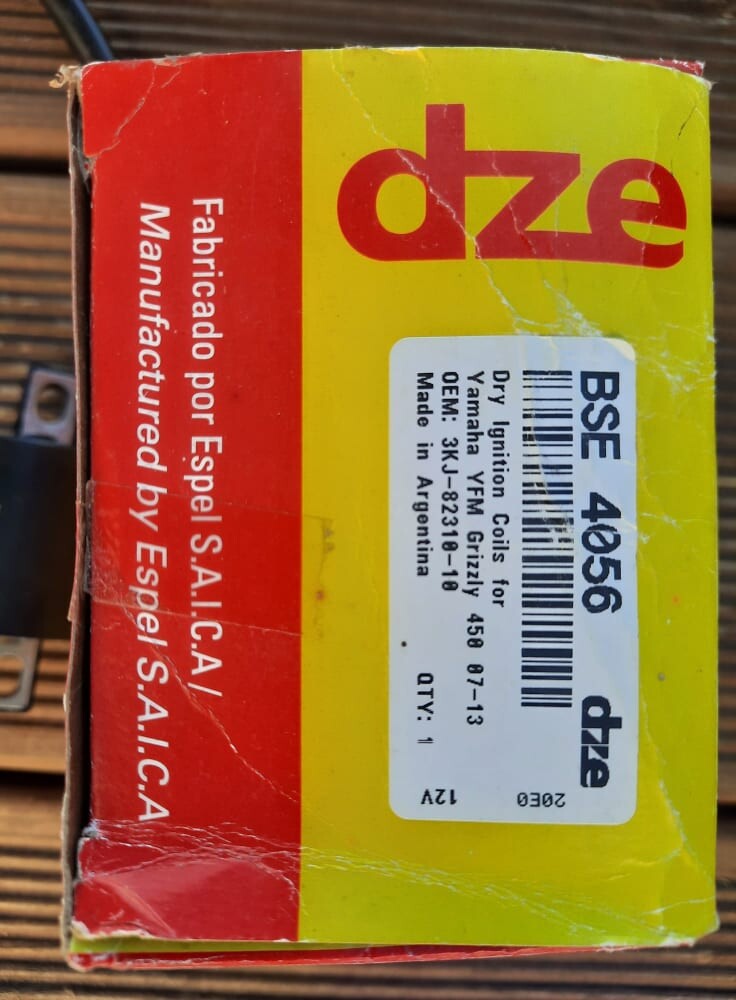 dze
BSE 4056 dze
Dry Ignition Coils for
Yamaha YFM Grizzly 450 07-13
OEM: 3KJ-82310-10
Made in Argentina QTY: 1
20E0
12V
Fabricado por Espel S.A.I.C.A/
Manufactured by Espel S.A.I.C.A